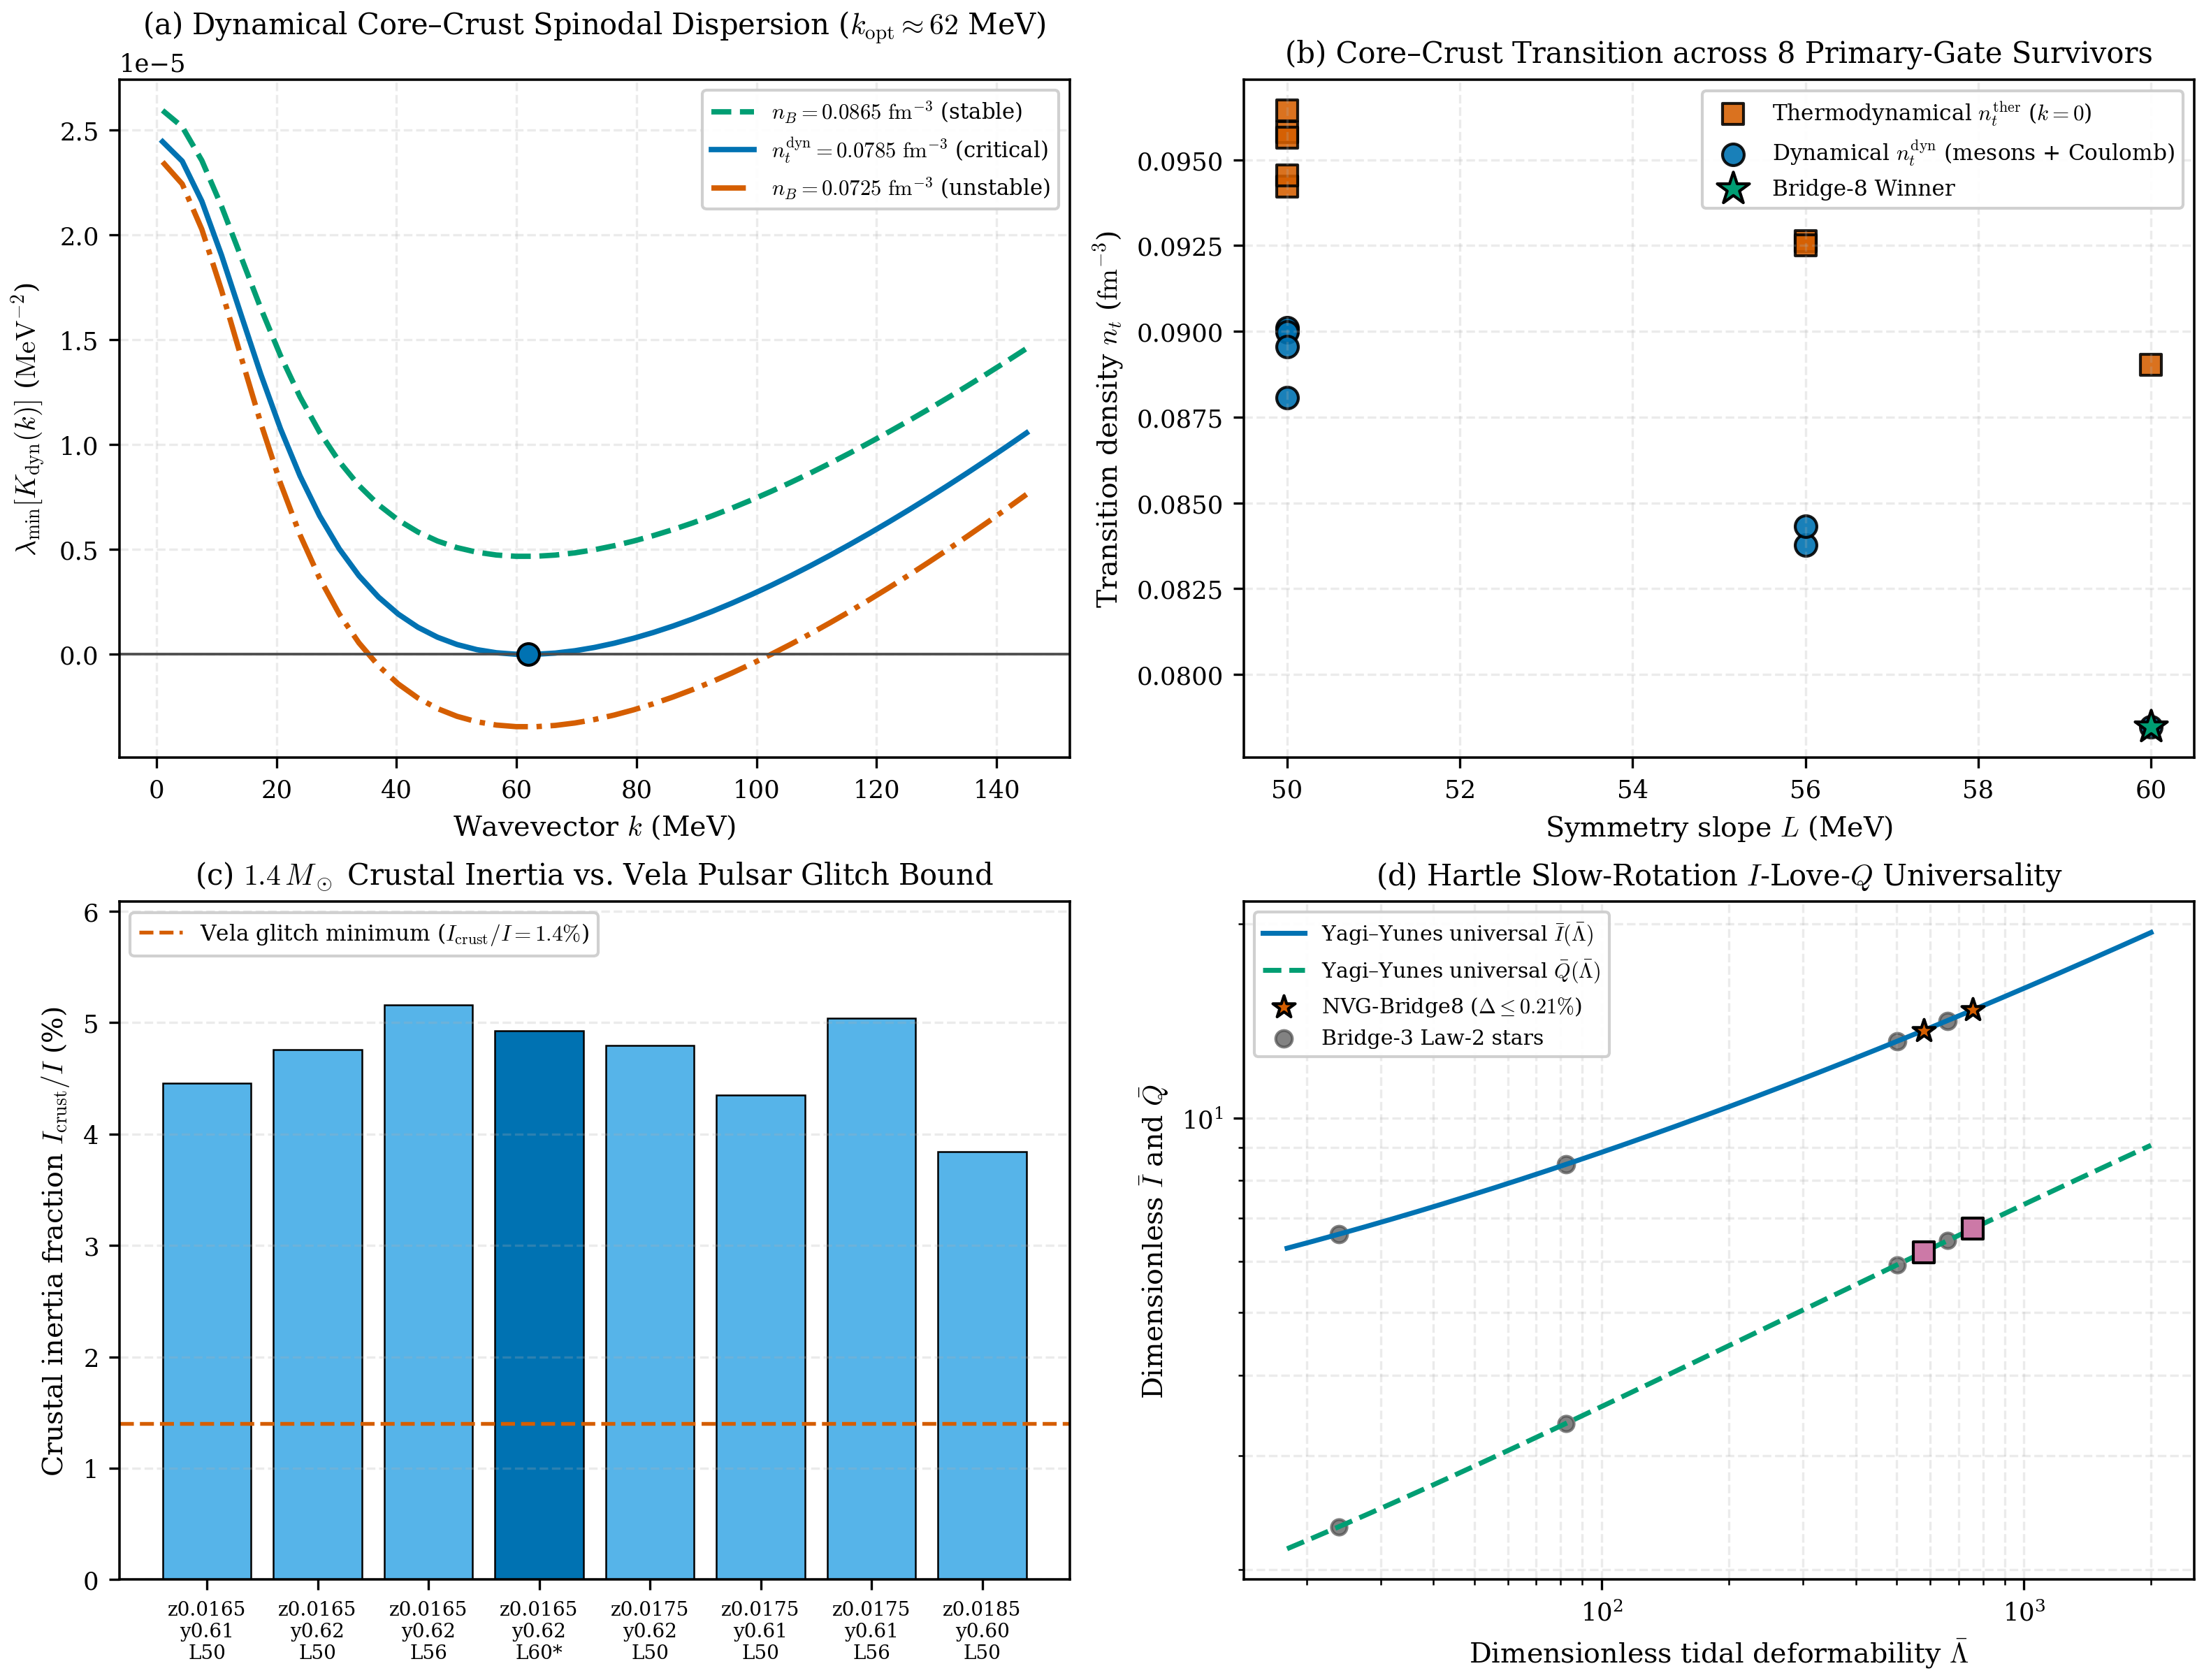 (a) Dynamical Core–Crust Spinodal Dispersion (k_opt ≈ 62 MeV)
1e−5
2.5
2.0
1.5
1.0
0.5
0.0
λ_min[K_dyn(k)] (MeV⁻²)
n_B = 0.0865 fm⁻³ (stable)
n_t^dyn = 0.0785 fm⁻³ (critical)
n_B = 0.0725 fm⁻³ (unstable)
0 20 40 60 80 100 120 140
Wavevector k (MeV)
(b) Core–Crust Transition across 8 Primary-Gate Survivors
0.0950
0.0925
0.0900
0.0875
0.0850
0.0825
0.0800
Transition density n_t (fm⁻³)
Thermodynamical n_t^ther (k = 0)
Dynamical n_t^dyn (mesons + Coulomb)
Bridge-8 Winner
50 52 54 56 58 60
Symmetry slope L (MeV)
(c) 1.4 M_⊙ Crustal Inertia vs. Vela Pulsar Glitch Bound
6
5
4
3
2
1
0
Crustal inertia fraction I_crust/I (%)
Vela glitch minimum (I_crust/I = 1.4%)
z0.0165 z0.0165 z0.0165 z0.0165 z0.0175 z0.0175 z0.0175 z0.0185
y0.61 y0.62 y0.62 y0.62 y0.62 y0.61 y0.61 y0.60
L50 L50 L56 L60* L50 L50 L56 L50
(d) Hartle Slow-Rotation I-Love-Q Universality
10¹
Dimensionless Ī and Q̄
Yagi–Yunes universal Ī(Λ̄)
Yagi–Yunes universal Q̄(Λ̄)
NVG-Bridge8 (Δ ≤ 0.21%)
Bridge-3 Law-2 stars
10² 10³
Dimensionless tidal deformability Λ̄